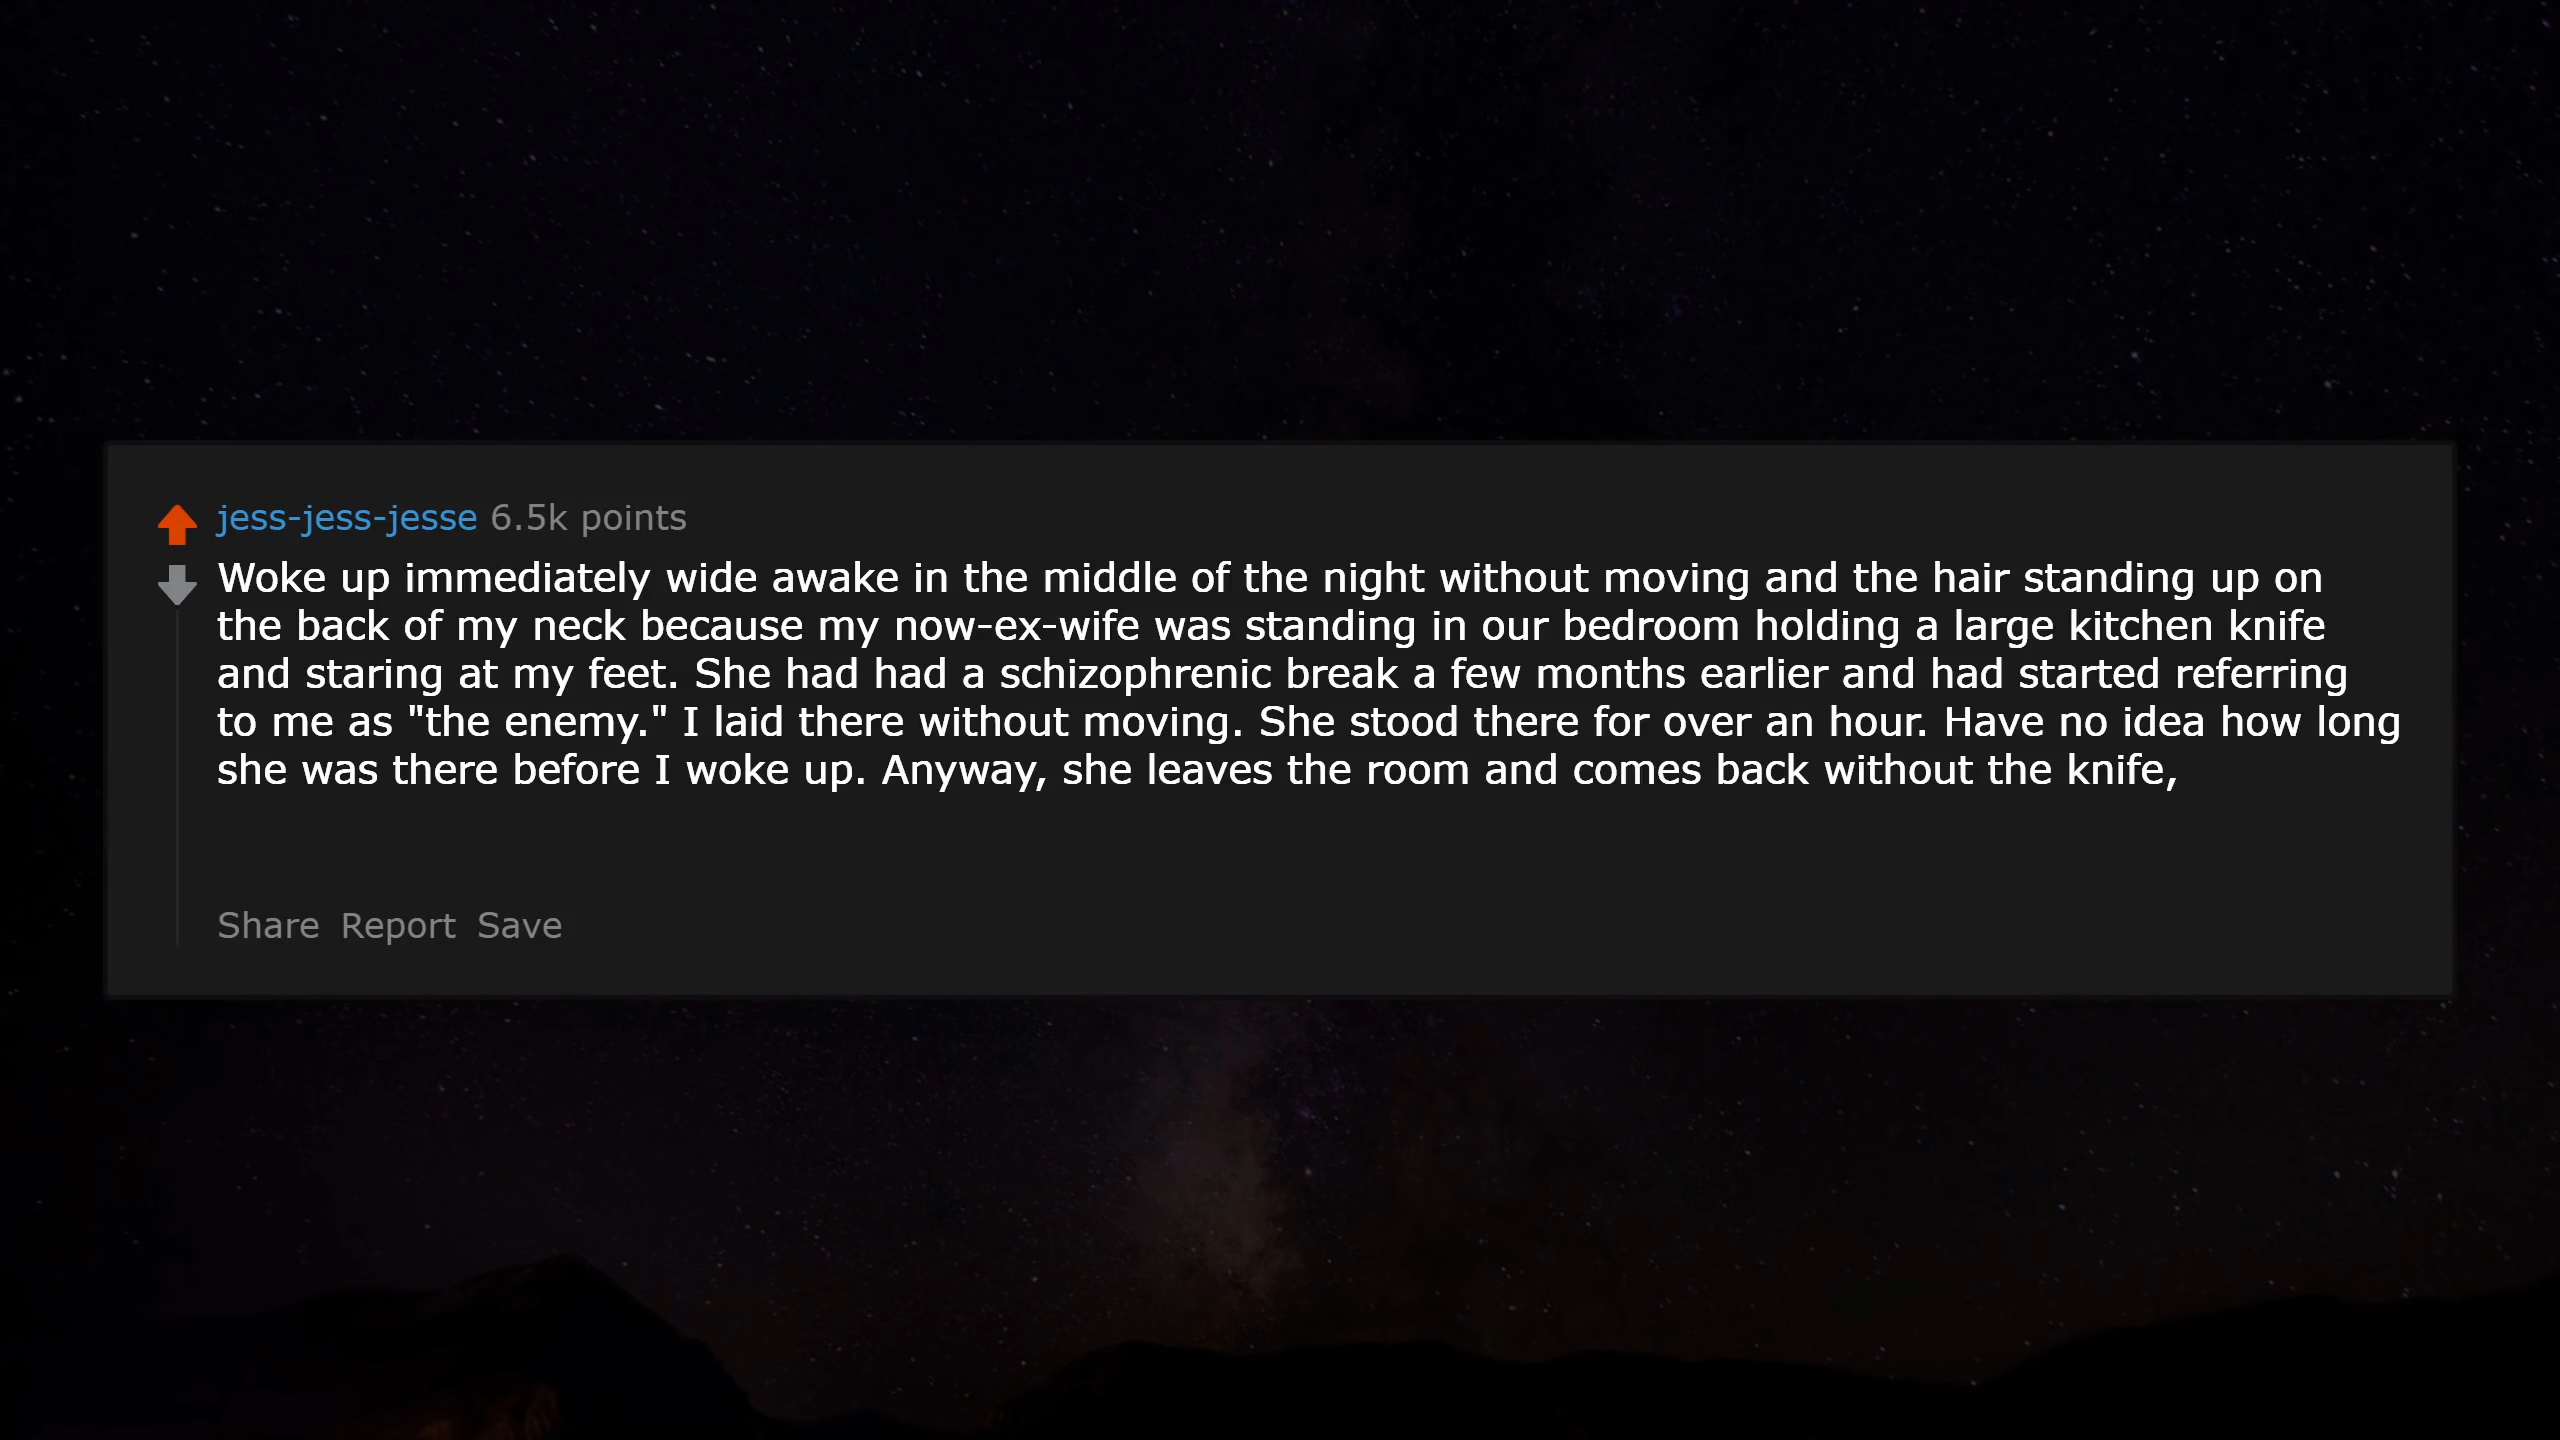 jess-jess-jesse 6.5k points
Woke up immediately wide awake in the middle of the night without moving and the hair standing up on
the back of my neck because my now-ex-wife was standing in our bedroom holding a large kitchen knife
and staring at my feet. She had had a schizophrenic break a few months earlier and had started referring
to me as "the enemy." I laid there without moving. She stood there for over an hour. Have no idea how long
she was there before I woke up. Anyway, she leaves the room and comes back without the knife,
Share Report Save